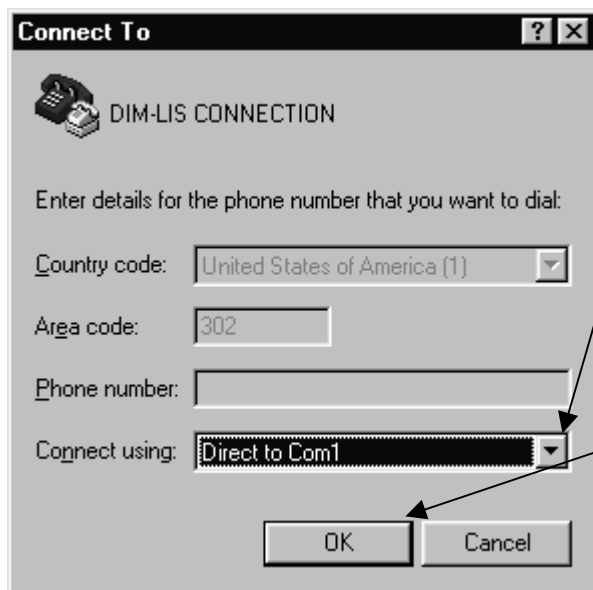 Connect To
DIM-LIS CONNECTION
Enter details for the phone number that you want to dial:
Country code: United States of America (1)
Area code: 302
Phone number:
Connect using: Direct to Com1
OK Cancel